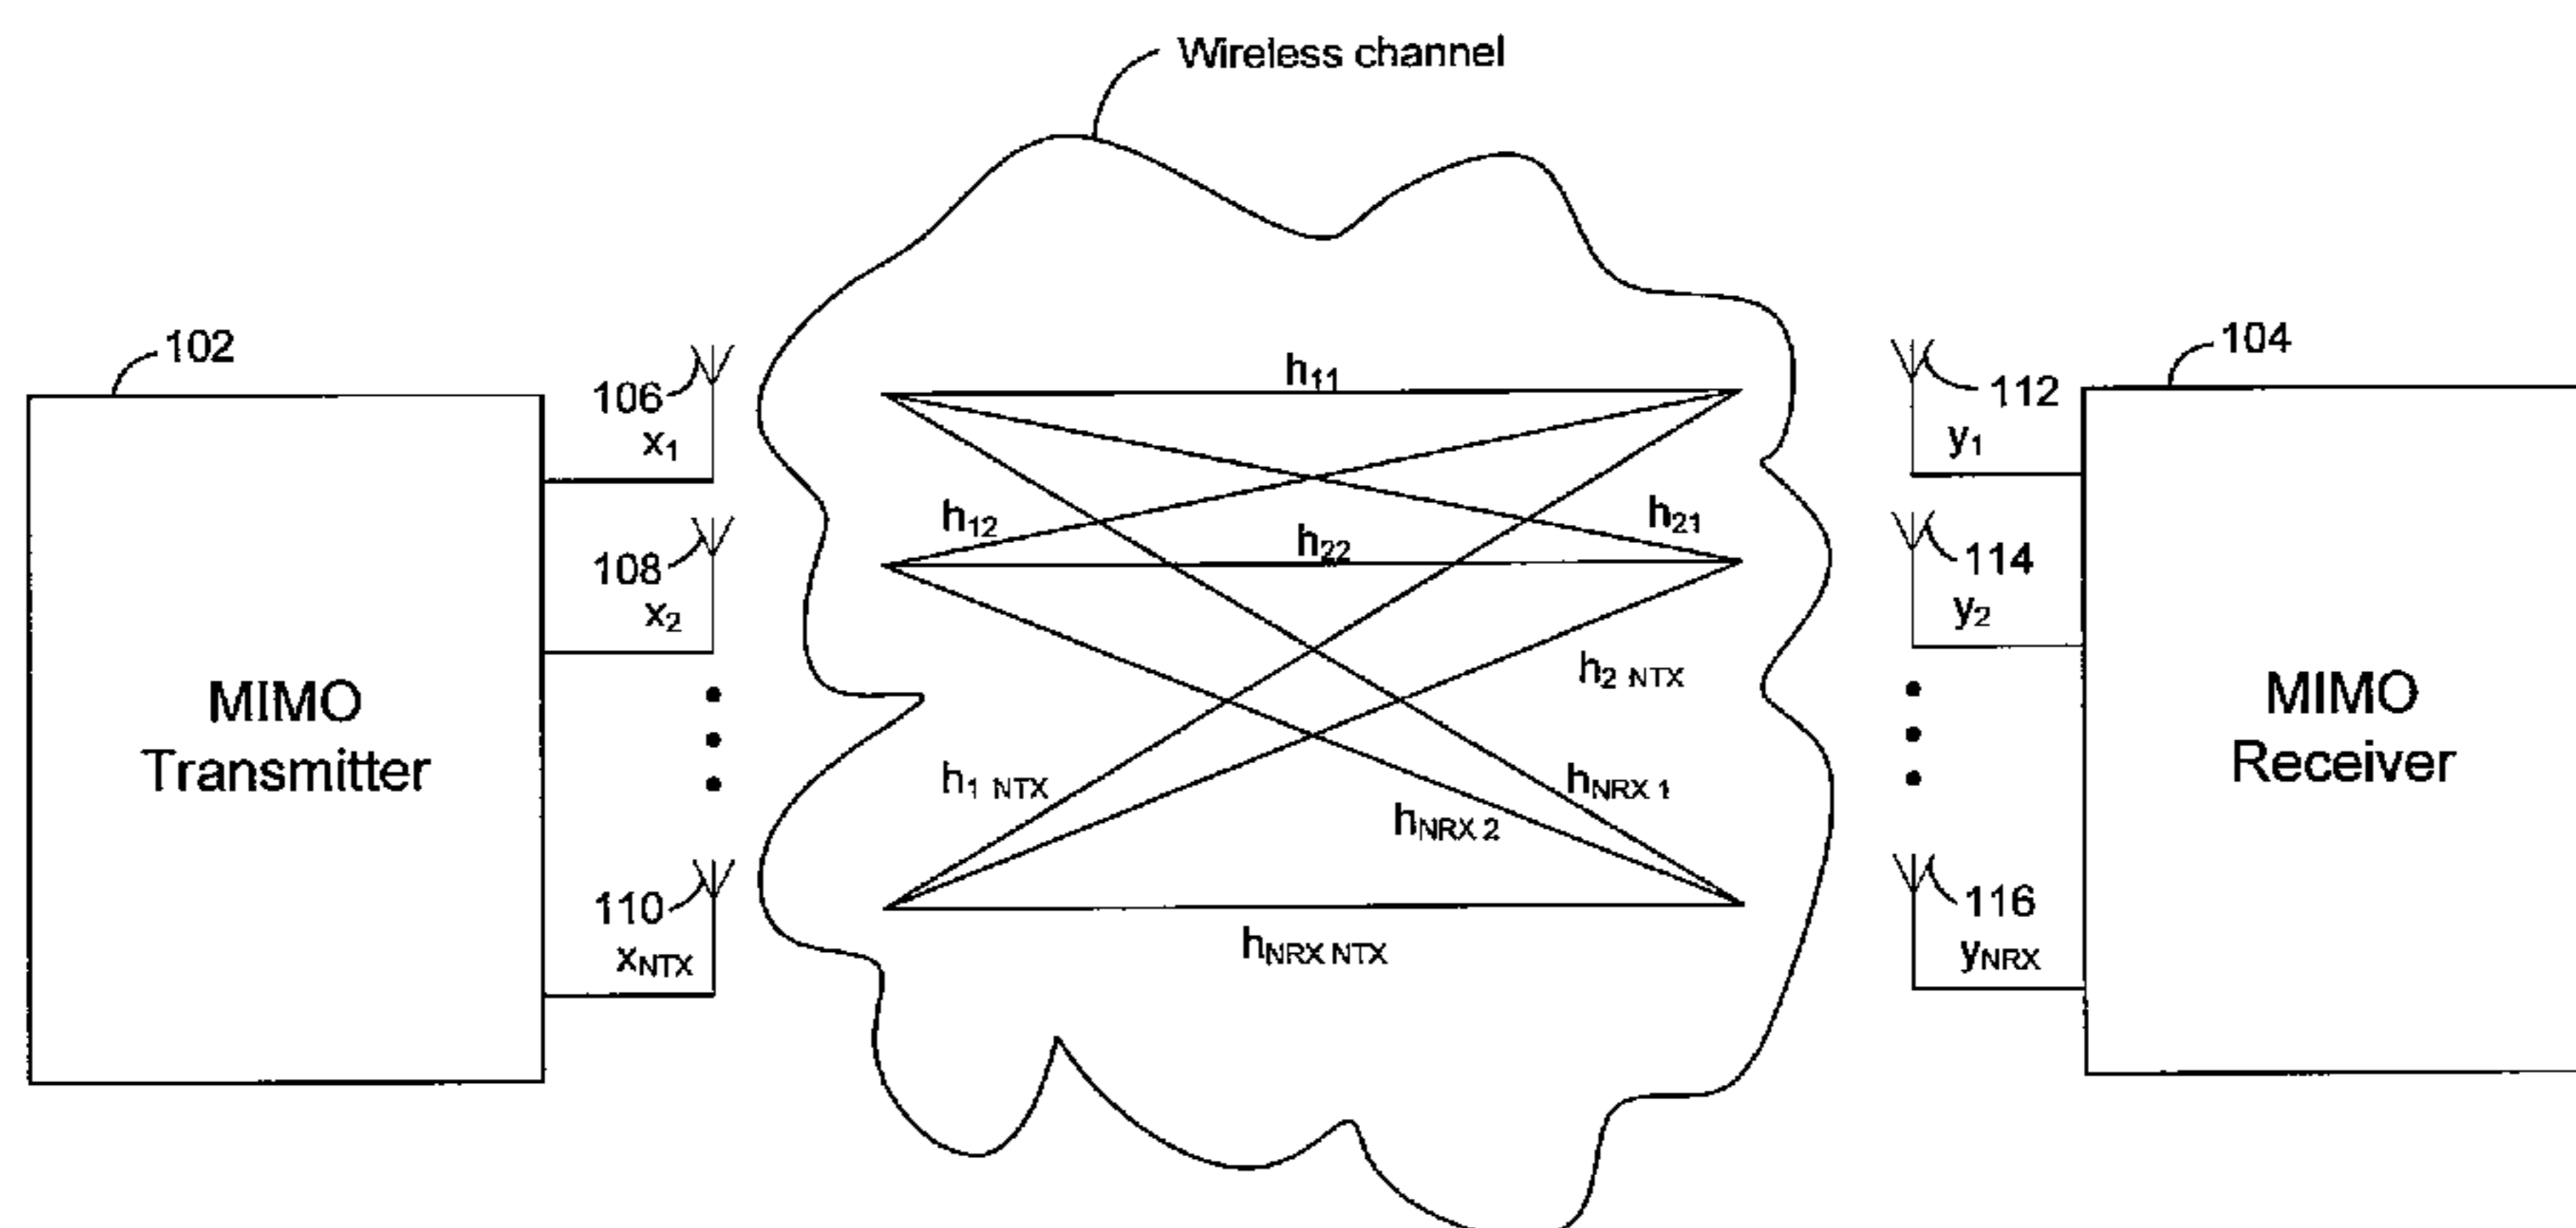 Wireless channel
102
106
x1
108
x2
MIMO
Transmitter
110
xNTX
h11
h12
h21
h22
h2 NTX
h1 NTX
hNRX 1
hNRX 2
hNRX NTX
104
112
y1
114
y2
MIMO
Receiver
116
yNRX